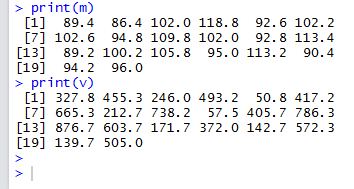 > print(m)
[1] 89.4 86.4 102.0 118.8 92.6 102.2
[7] 102.6 94.8 109.8 102.0 92.8 113.4
[13] 89.2 100.2 105.8 95.0 113.2 90.4
[19] 94.2 96.0
> print(v)
[1] 327.8 455.3 246.0 493.2 50.8 417.2
[7] 665.3 212.7 738.2 57.5 405.7 786.3
[13] 876.7 603.7 171.7 372.0 142.7 572.3
[19] 139.7 505.0
>
>